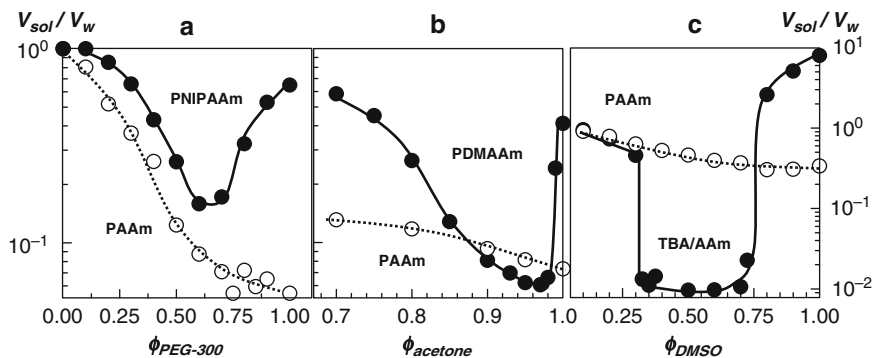 V_sol / V_w a b c V_sol / V_w
10^0 10^1
PNIPAAm PDMAAm PAAm
10^0
PAAm PAAm TBA/AAm
10^-1 10^-1
10^-2
0.00 0.25 0.50 0.75 1.00 0.7 0.8 0.9 1.0 0.25 0.50 0.75 1.00
ϕ_PEG-300 ϕ_acetone ϕ_DMSO